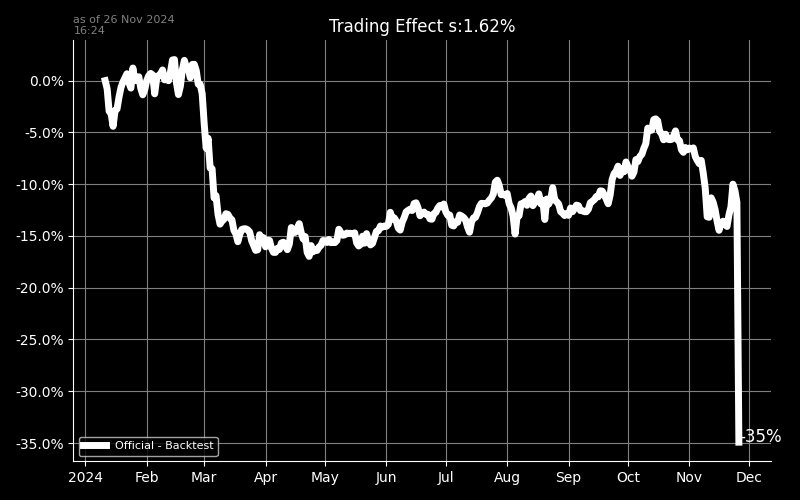 as of 26 Nov 2024
16:24
Trading Effect s:1.62%
0.0%
-5.0%
-10.0%
-15.0%
-20.0%
-25.0%
-30.0%
-35.0%
-35%
Official - Backtest
2024 Feb Mar Apr May Jun Jul Aug Sep Oct Nov Dec